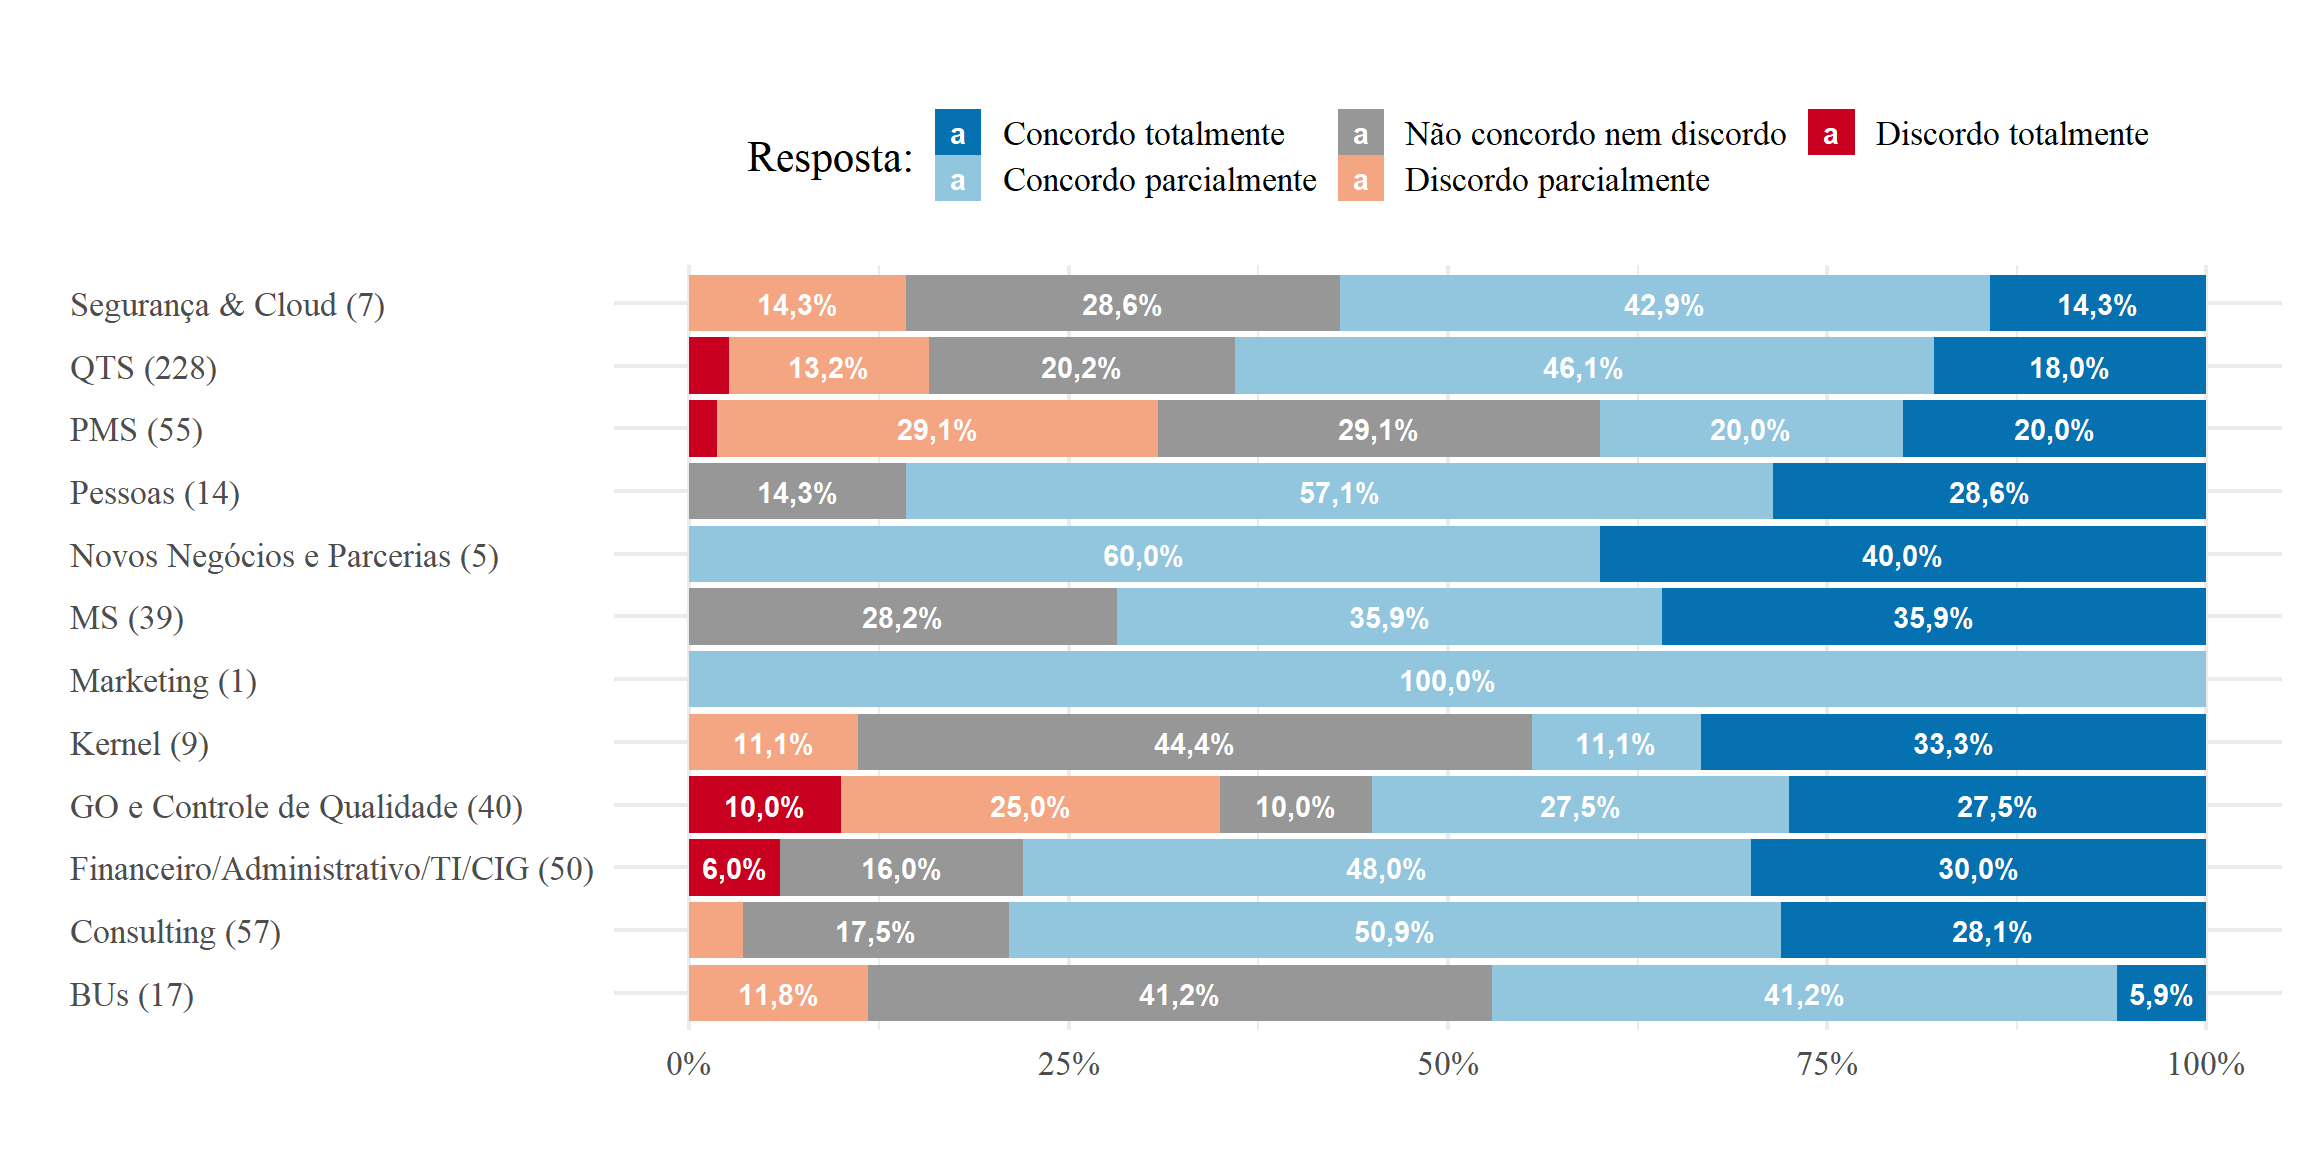 Resposta:
a Concordo totalmente a Não concordo nem discordo a Discordo totalmente
a Concordo parcialmente a Discordo parcialmente
Segurança & Cloud (7) 14,3% 28,6% 42,9% 14,3%
QTS (228) 13,2% 20,2% 46,1% 18,0%
PMS (55) 29,1% 29,1% 20,0% 20,0%
Pessoas (14) 14,3% 57,1% 28,6%
Novos Negócios e Parcerias (5) 60,0% 40,0%
MS (39) 28,2% 35,9% 35,9%
Marketing (1) 100,0%
Kernel (9) 11,1% 44,4% 11,1% 33,3%
GO e Controle de Qualidade (40) 10,0% 25,0% 10,0% 27,5% 27,5%
Financeiro/Administrativo/TI/CIG (50) 6,0% 16,0% 48,0% 30,0%
Consulting (57) 17,5% 50,9% 28,1%
BUs (17) 11,8% 41,2% 41,2% 5,9%
0% 25% 50% 75% 100%